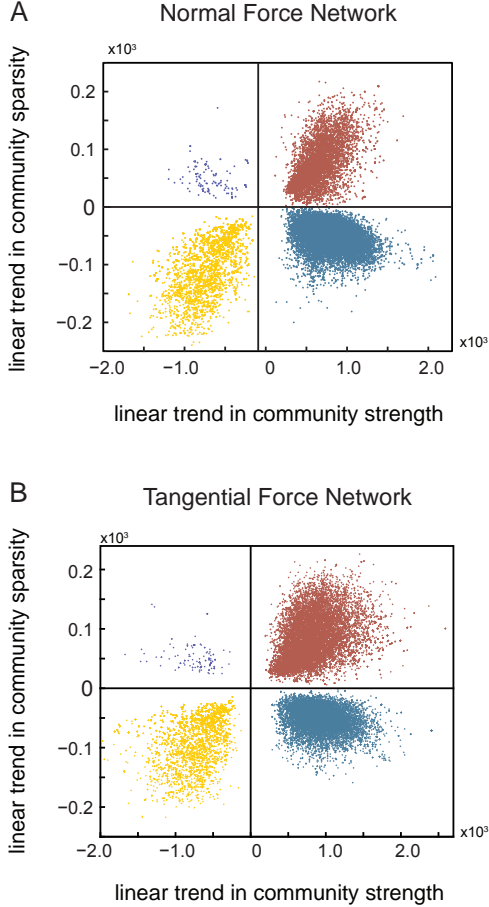 A
Normal Force Network
x10³
linear trend in community sparsity
0.2
0.1
0
−0.1
−0.2
x10³
−2.0
−1.0
0
1.0
2.0
linear trend in community strength
B
Tangential Force Network
x10³
linear trend in community sparsity
0.2
0.1
0
−0.1
−0.2
x10³
−2.0
−1.0
0
1.0
2.0
linear trend in community strength